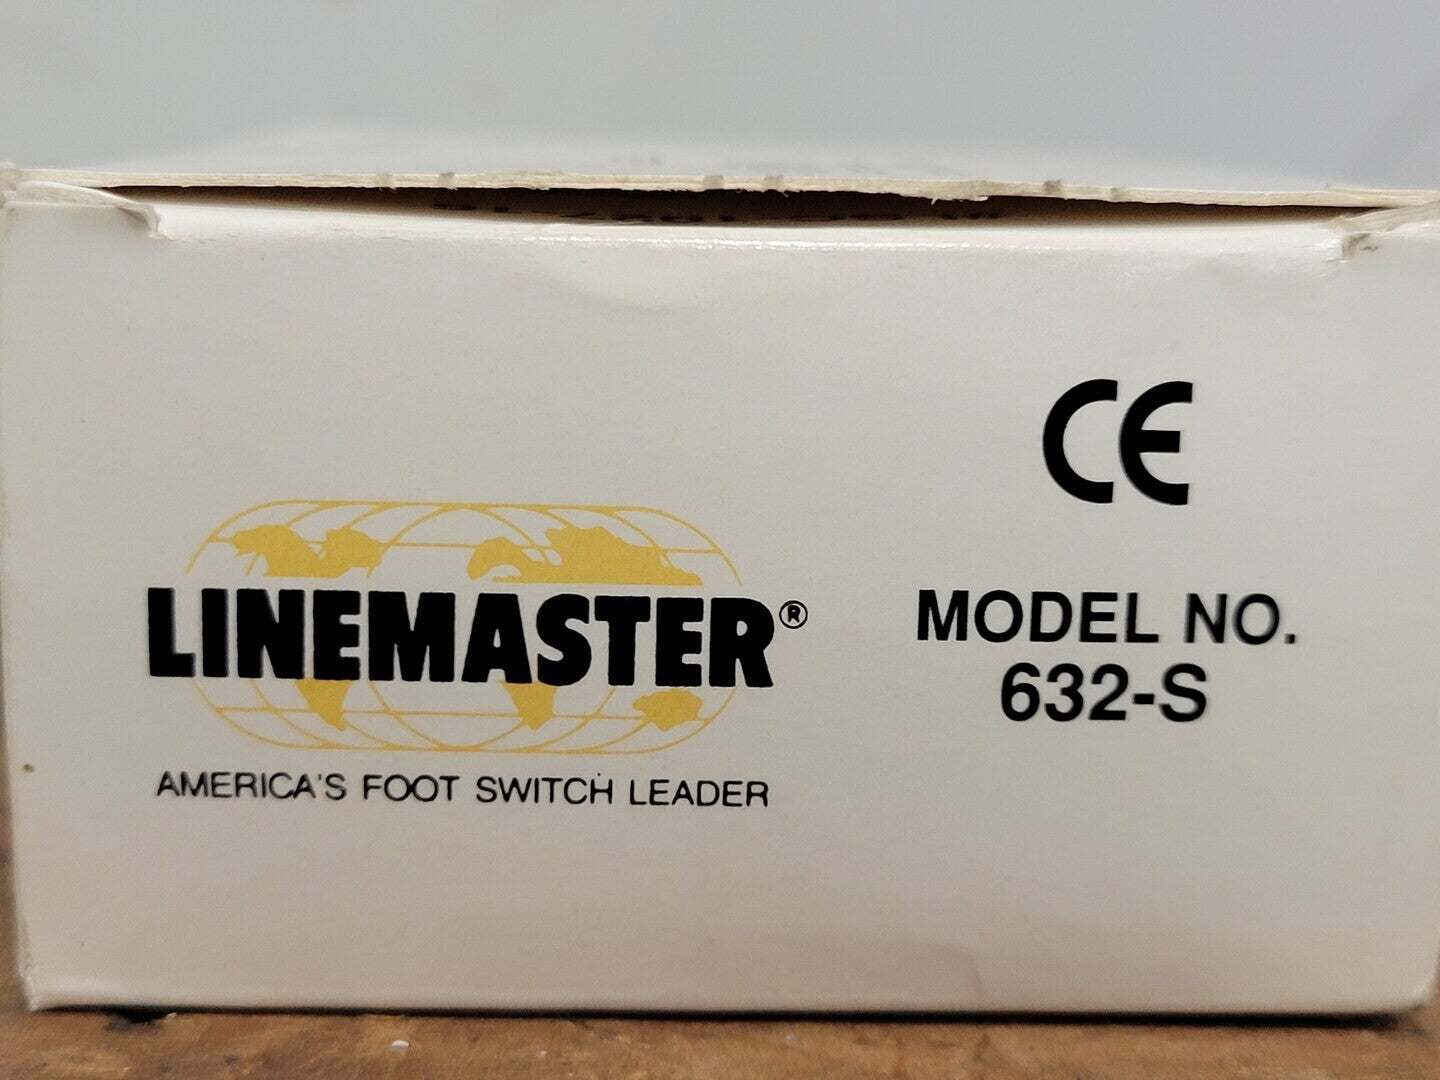 CE
LINEMASTER®
AMERICA'S FOOT SWITCH LEADER
MODEL NO.
632-S